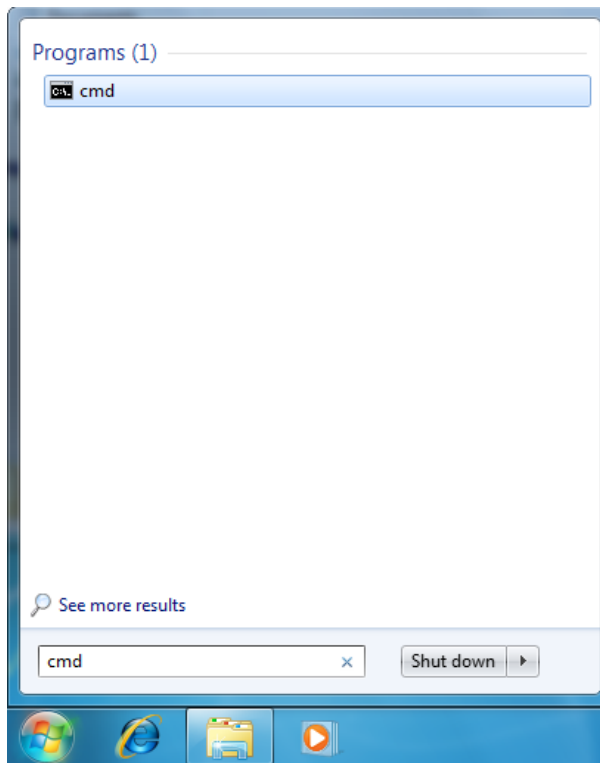 Programs (1)
C:\.
cmd
See more results
cmd
Shut down